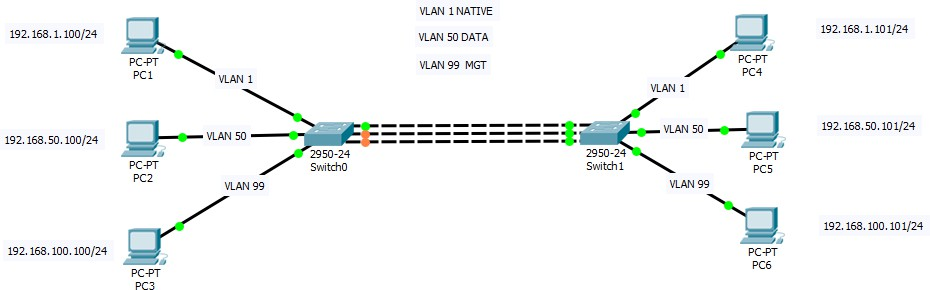 VLAN 1 NATIVE
VLAN 50 DATA
VLAN 99 MGT
192.168.1.100/24
PC-PT
PC1
VLAN 1
192.168.50.100/24
PC-PT
PC2
VLAN 50
192.168.100.100/24
PC-PT
PC3
VLAN 99
2950-24
Switch0
2950-24
Switch1
VLAN 1
PC-PT
PC4
192.168.1.101/24
VLAN 50
PC-PT
PC5
192.168.50.101/24
VLAN 99
PC-PT
PC6
192.168.100.101/24